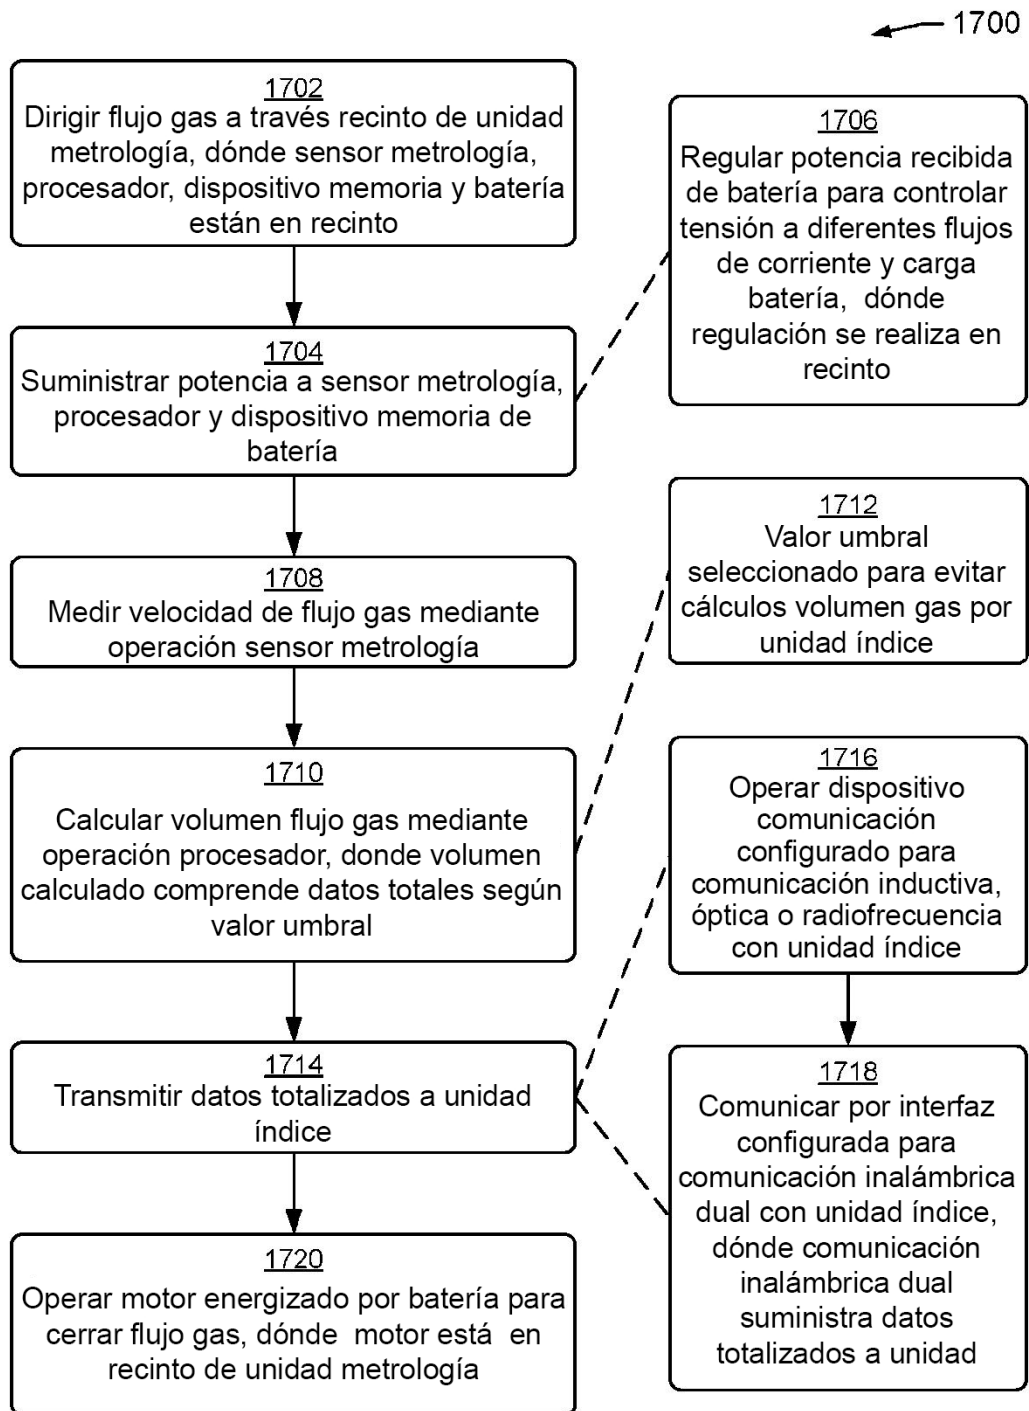 1700
1702
Dirigir flujo gas a través recinto de unidad
metrología, dónde sensor metrología,
procesador, dispositivo memoria y batería
están en recinto
1706
Regular potencia recibida
de batería para controlar
tensión a diferentes flujos
de corriente y carga
batería, dónde
regulación se realiza en
recinto
1704
Suministrar potencia a sensor metrología,
procesador y dispositivo memoria de
batería
1708
Medir velocidad de flujo gas mediante
operación sensor metrología
1712
Valor umbral
seleccionado para evitar
cálculos volumen gas por
unidad índice
1710
Calcular volumen flujo gas mediante
operación procesador, donde volumen
calculado comprende datos totales según
valor umbral
1714
Transmitir datos totalizados a unidad
índice
1716
Operar dispositivo
comunicación
configurado para
comunicación inductiva,
óptica o radiofrecuencia
con unidad índice
1718
Comunicar por interfaz
configurada para
comunicación inalámbrica
dual con unidad índice,
dónde comunicación
inalámbrica dual
suministra datos
totalizados a unidad
1720
Operar motor energizado por batería para
cerrar flujo gas, dónde motor está en
recinto de unidad metrología